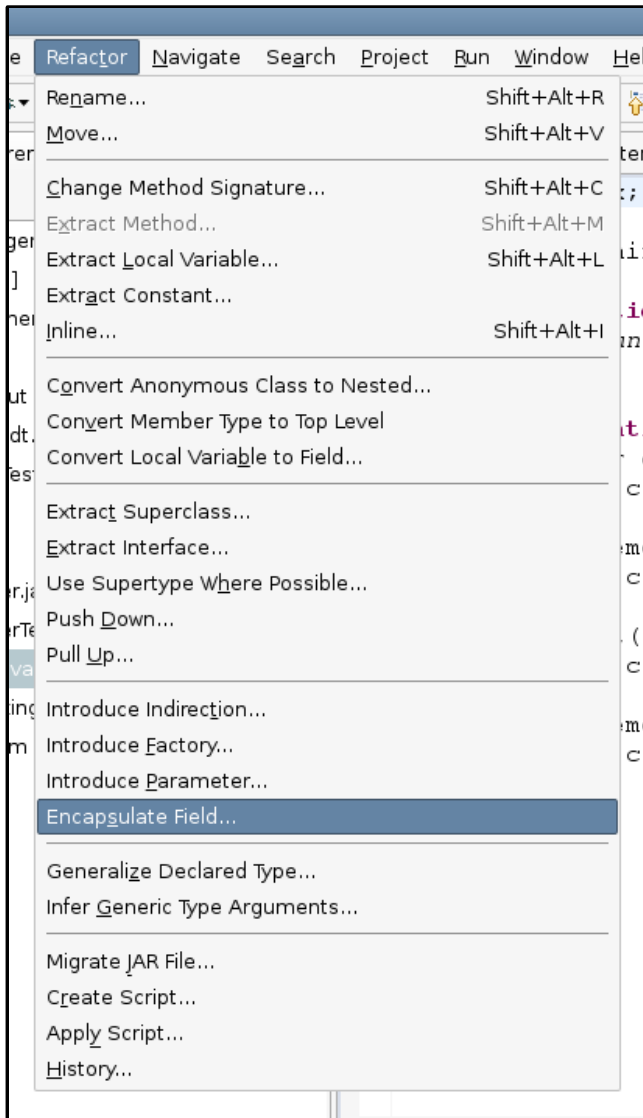 e Refactor Navigate Search Project Run Window Hel
Rename... Shift+Alt+R
Move... Shift+Alt+V
Change Method Signature... Shift+Alt+C
Extract Method... Shift+Alt+M
Extract Local Variable... Shift+Alt+L
Extract Constant...
Inline... Shift+Alt+I
Convert Anonymous Class to Nested...
Convert Member Type to Top Level
Convert Local Variable to Field...
Extract Superclass...
Extract Interface...
Use Supertype Where Possible...
Push Down...
Pull Up...
Introduce Indirection...
Introduce Factory...
Introduce Parameter...
Encapsulate Field...
Generalize Declared Type...
Infer Generic Type Arguments...
Migrate JAR File...
Create Script...
Apply Script...
History...